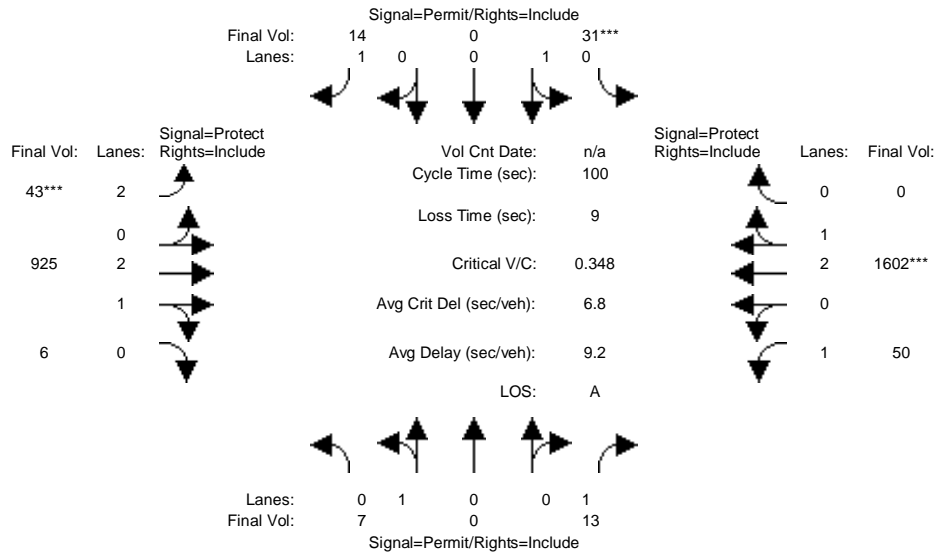 Signal=Permit/Rights=Include
Final Vol: 14 0 31***
Lanes: 1 0 0 1 0
Signal=Protect Signal=Protect
Final Vol: Lanes: Rights=Include Vol Cnt Date: n/a Rights=Include Lanes: Final Vol:
Cycle Time (sec): 100
43*** 2 0 0
Loss Time (sec): 9
0 1
925 2 Critical V/C: 0.348 2 1602***
1 Avg Crit Del (sec/veh): 6.8 0
6 0 Avg Delay (sec/veh): 9.2 1 50
LOS: A
Lanes: 0 1 0 0 1
Final Vol: 7 0 13
Signal=Permit/Rights=Include